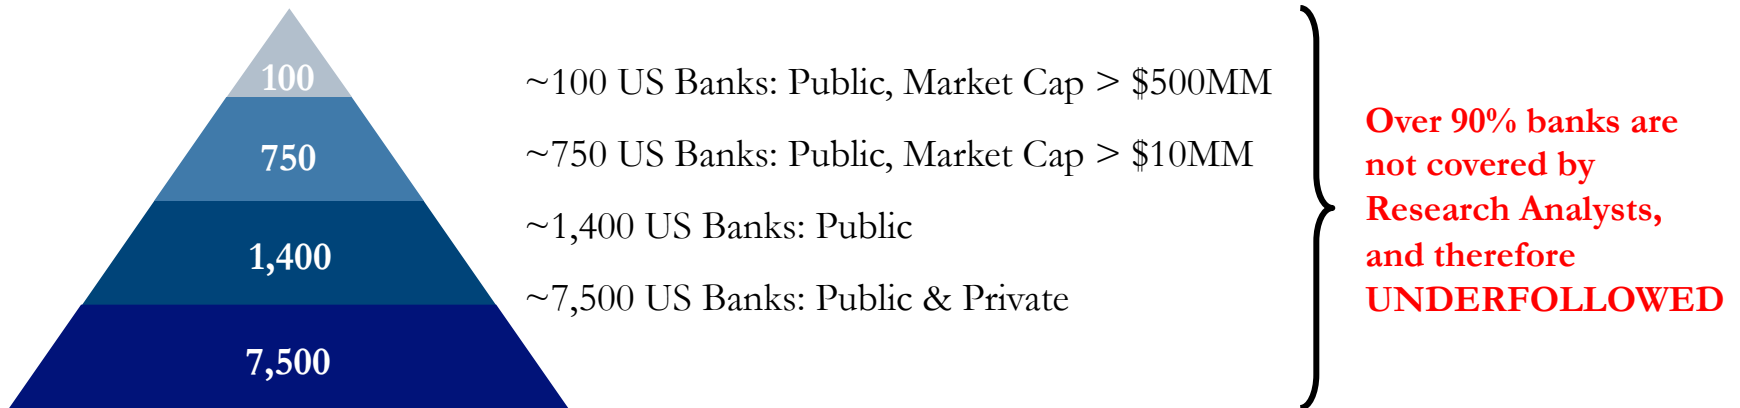 100
750
1,400
7,500
~100 US Banks: Public, Market Cap > $500MM
~750 US Banks: Public, Market Cap > $10MM
~1,400 US Banks: Public
~7,500 US Banks: Public & Private
Over 90% banks are
not covered by
Research Analysts,
and therefore
UNDERFOLLOWED